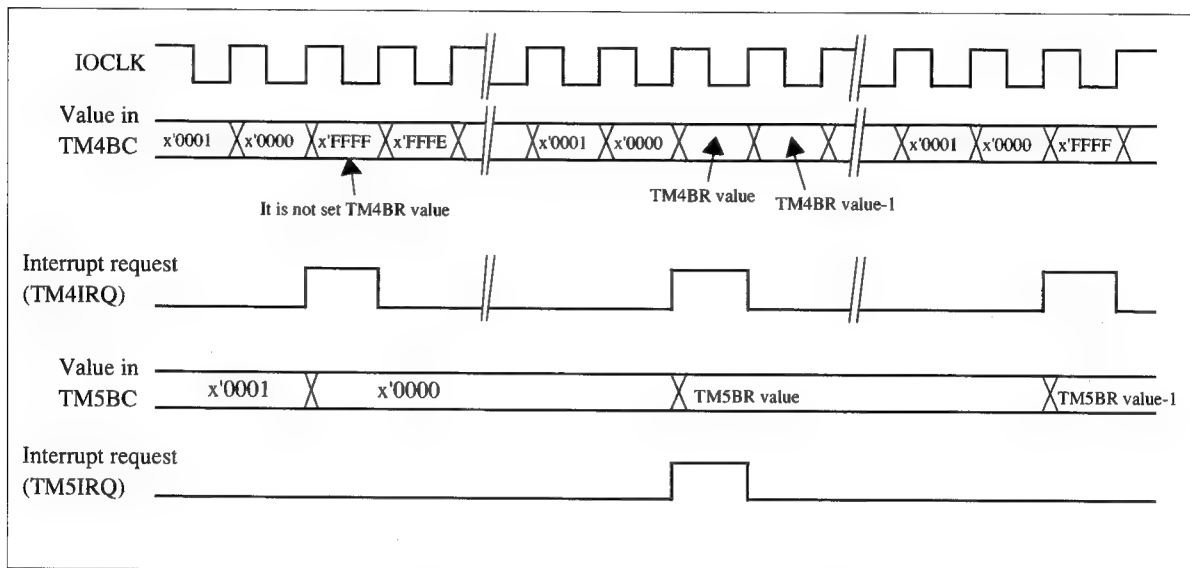 IOCLK
Value in
TM4BC
x'0001 x'0000 x'FFFF x'FFFE x'0001 x'0000 x'0001 x'0000 x'FFFF
It is not set TM4BR value
TM4BR value
TM4BR value-1
Interrupt request
(TM4IRQ)
Value in
TM5BC
x'0001 x'0000 TM5BR value TM5BR value-1
Interrupt request
(TM5IRQ)